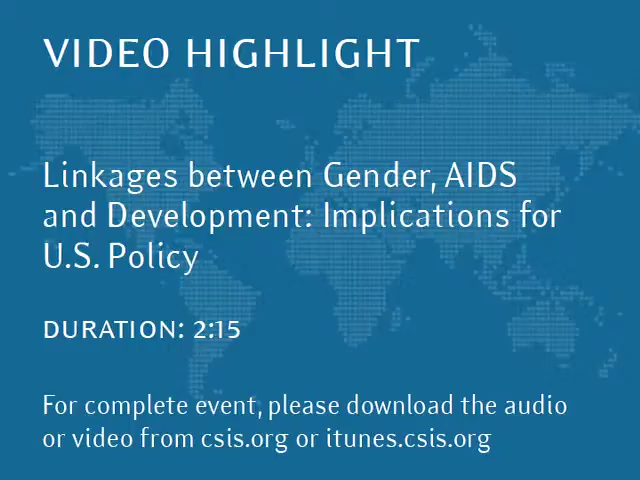 VIDEO HIGHLIGHT
Linkages between Gender, AIDS
and Development: Implications for
U.S. Policy
DURATION: 2:15
For complete event, please download the audio
or video from csis.org or itunes.csis.org